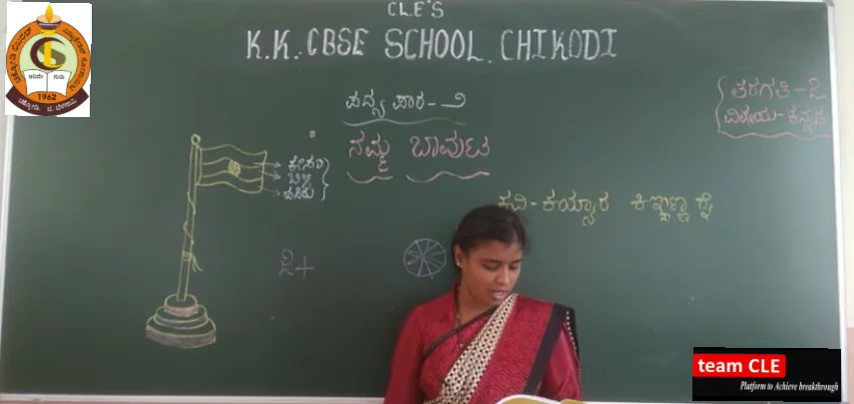 CLE'S
K.K. CBSE SCHOOL. CHIKODI
ಪದ್ಯ ಪಾಠ - ೨
ನಮ್ಮ ಬಾವುಟ
ತರಗತಿ - ೭
ವಿಷಯ - ಕನ್ನಡ
ಕೇಸರಿ
ಬಿಳಿ
ಹಸಿರು
ಕವಿ - ಕಯ್ಯಾರ ಕಿಞ್ಞಣ್ಣ ರೈ
1962
team CLE
Platform to Achieve breakthrough